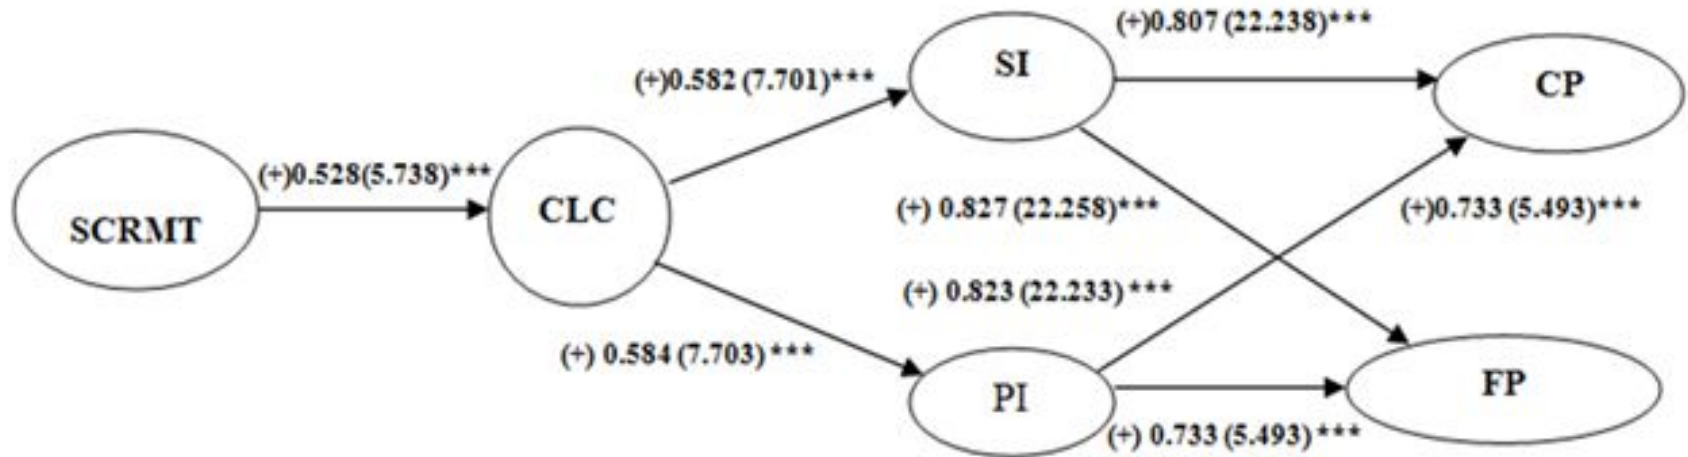 (+)0.807 (22.238)***
SI
CP
(+)0.582 (7.701)***
(+)0.528(5.738)***
CLC
SCRMT
(+) 0.827 (22.258)***
(+)0.733 (5.493)***
(+) 0.823 (22.233) ***
(+) 0.584 (7.703) ***
PI
FP
(+) 0.733 (5.493) ***